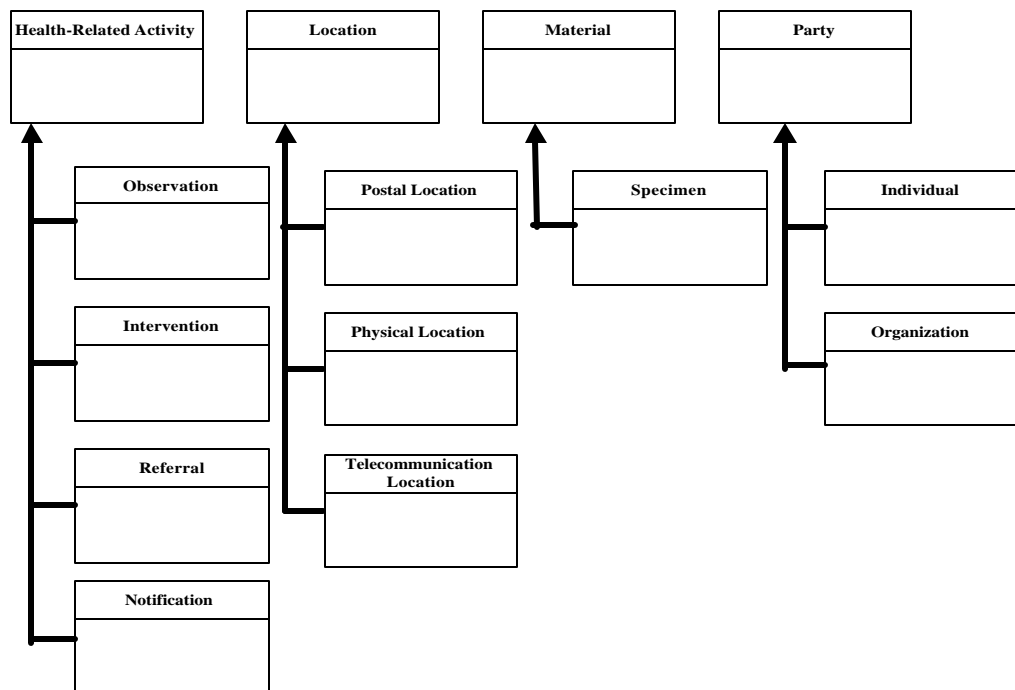 Health-Related Activity
Location
Material
Party
Observation
Postal Location
Specimen
Individual
Intervention
Physical Location
Organization
Referral
Telecommunication
Location
Notification